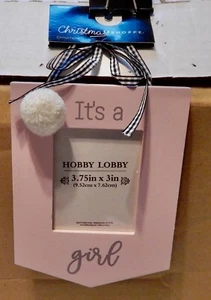 Christmas
It's a
HOBBY LOBBY
3.75in x 3in
(9.52cm x 7.62cm)
girl